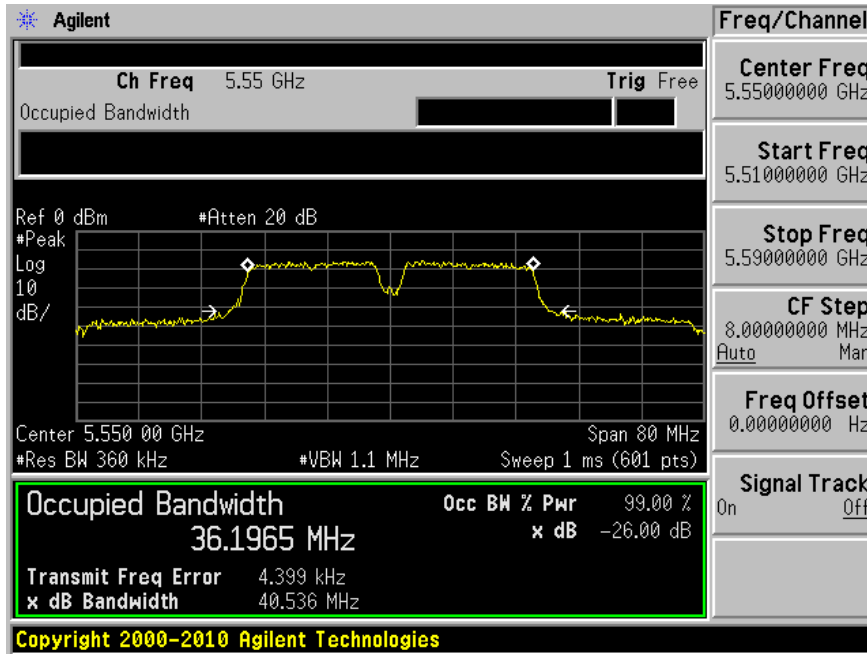 Agilent
Freq/Channel
Ch Freq 5.55 GHz Trig Free
Occupied Bandwidth
Center Freq
5.55000000 GHz
Start Freq
5.51000000 GHz
Stop Freq
5.59000000 GHz
CF Step
8.00000000 MHz
Auto Man
Freq Offset
0.00000000 Hz
Signal Track
On Off
Ref 0 dBm #Atten 20 dB
#Peak
Log
10
dB/
Center 5.550 00 GHz Span 80 MHz
#Res BW 360 kHz #VBW 1.1 MHz Sweep 1 ms (601 pts)
Occupied Bandwidth
36.1965 MHz
Occ BW % Pwr 99.00 %
x dB -26.00 dB
Transmit Freq Error 4.399 kHz
x dB Bandwidth 40.536 MHz
Copyright 2000-2010 Agilent Technologies